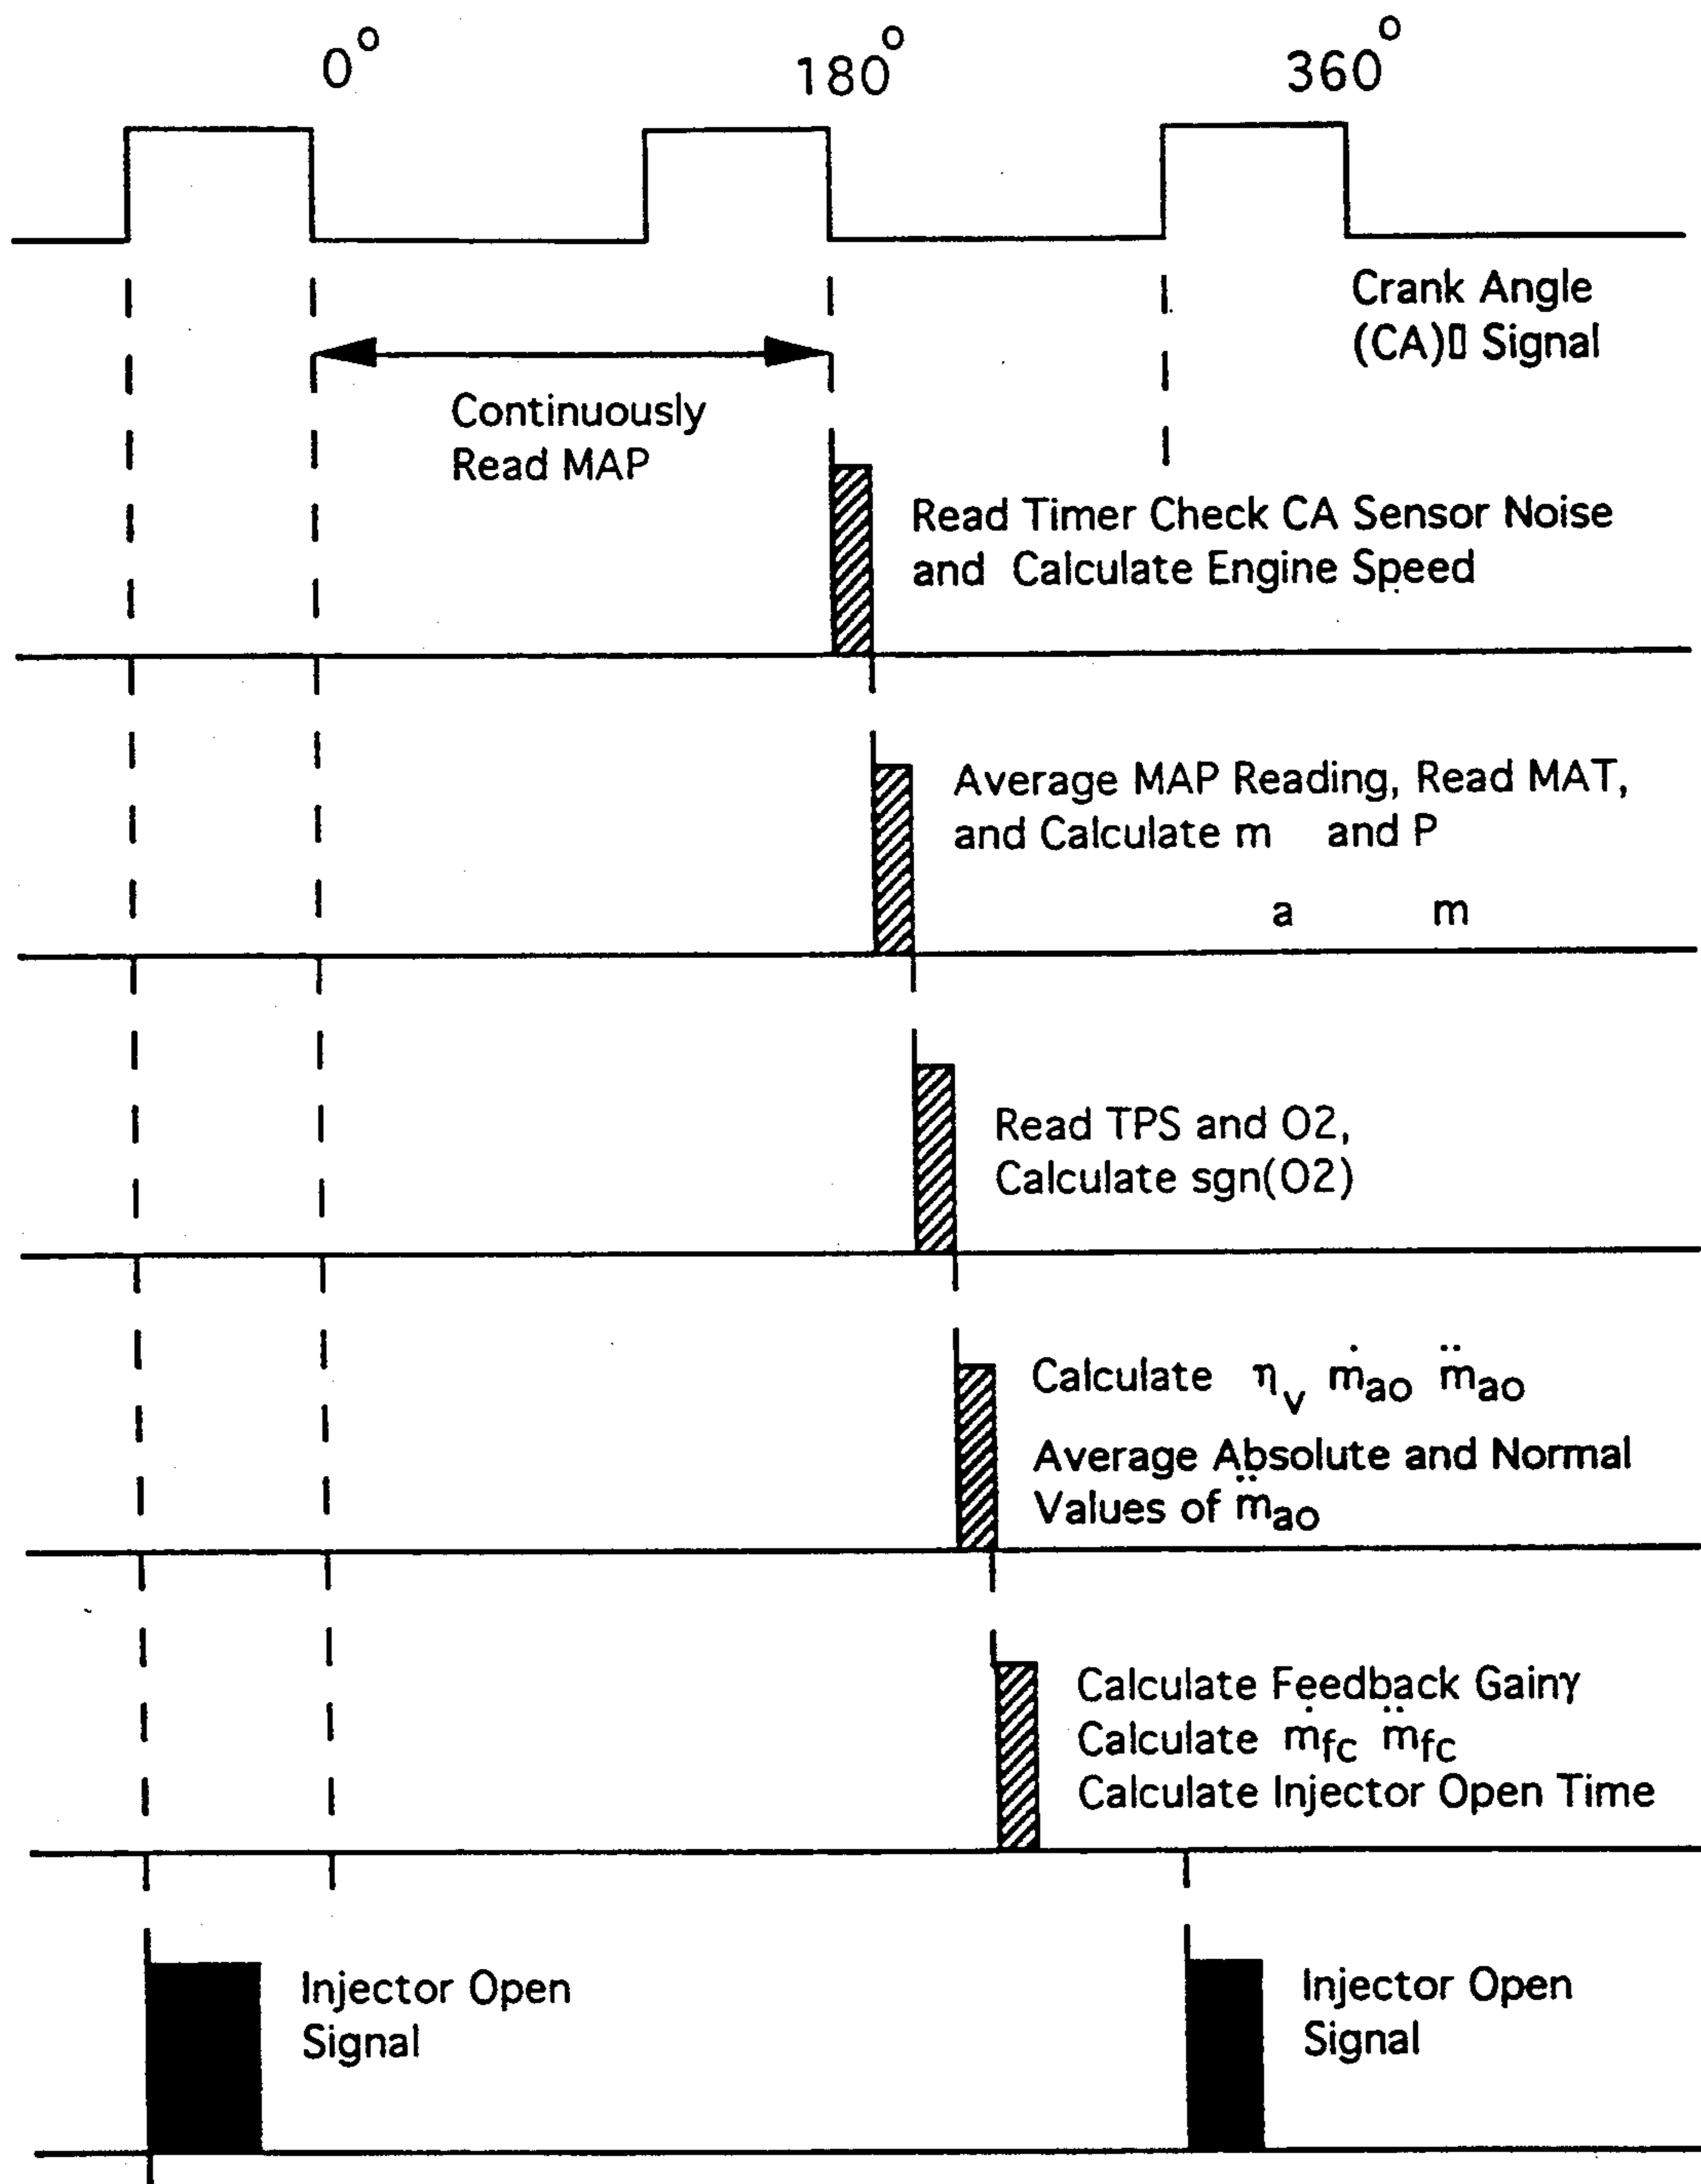 0° 180° 360°
Crank Angle
(CA)▯ Signal
Continuously
Read MAP
Read Timer Check CA Sensor Noise
and Calculate Engine Speed
Average MAP Reading, Read MAT,
and Calculate m and P
a m
Read TPS and O2,
Calculate sgn(O2)
Calculate η_v ṁ_ao m̈_ao
Average Absolute and Normal
Values of m̈_ao
Calculate Feedback Gainγ
Calculate ṁ_fc m̈_fc
Calculate Injector Open Time
Injector Open
Signal
Injector Open
Signal